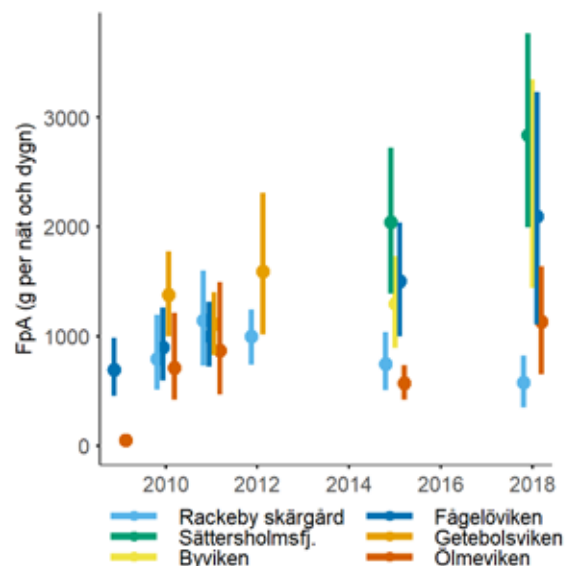 FpA (g per nät och dygn)
3000
2000
1000
0
2010 2012 2014 2016 2018
Rackeby skärgård Fågelöviken
Sättersholmsfj. Getebolsviken
Byviken Ölmeviken